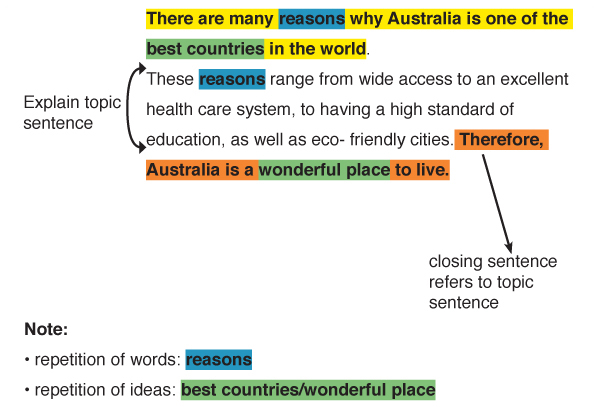 There are many reasons why Australia is one of the
best countries in the world.
These reasons range from wide access to an excellent
health care system, to having a high standard of
education, as well as eco- friendly cities. Therefore,
Australia is a wonderful place to live.
Explain topic
sentence
closing sentence
refers to topic
sentence
Note:
• repetition of words: reasons
• repetition of ideas: best countries/wonderful place